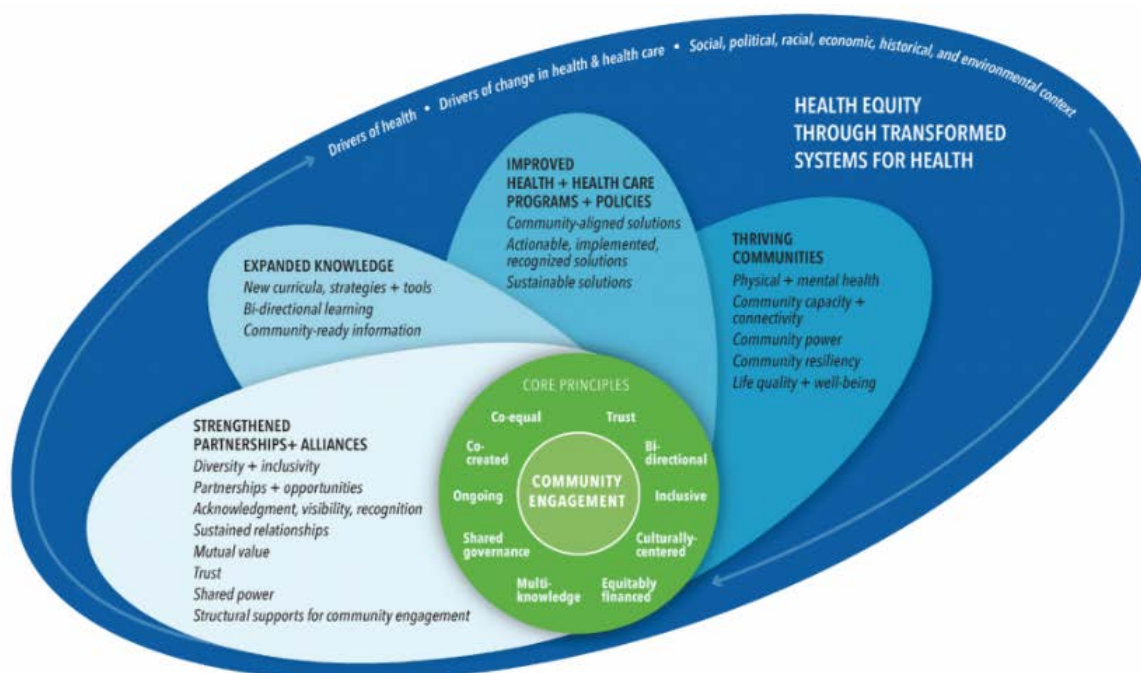 Drivers of health • Drivers of change in health & health care • Social, political, racial, economic, historical, and environmental context
HEALTH EQUITY
THROUGH TRANSFORMED
SYSTEMS FOR HEALTH
IMPROVED
HEALTH + HEALTH CARE
PROGRAMS + POLICIES
Community-aligned solutions
Actionable, implemented,
recognized solutions
Sustainable solutions
THRIVING
COMMUNITIES
Physical + mental health
Community capacity +
connectivity
Community power
Community resiliency
Life quality + well-being
EXPANDED KNOWLEDGE
New curricula, strategies + tools
Bi-directional learning
Community-ready information
STRENGTHENED
PARTNERSHIPS+ ALLIANCES
Diversity + inclusivity
Partnerships + opportunities
Acknowledgment, visibility, recognition
Sustained relationships
Mutual value
Trust
Shared power
Structural supports for community engagement
CORE PRINCIPLES
Co-equal
Trust
Co-
created
Bi-
directional
Ongoing
COMMUNITY
ENGAGEMENT
Inclusive
Shared
governance
Culturally-
centered
Multi-
knowledge
Equitably
financed